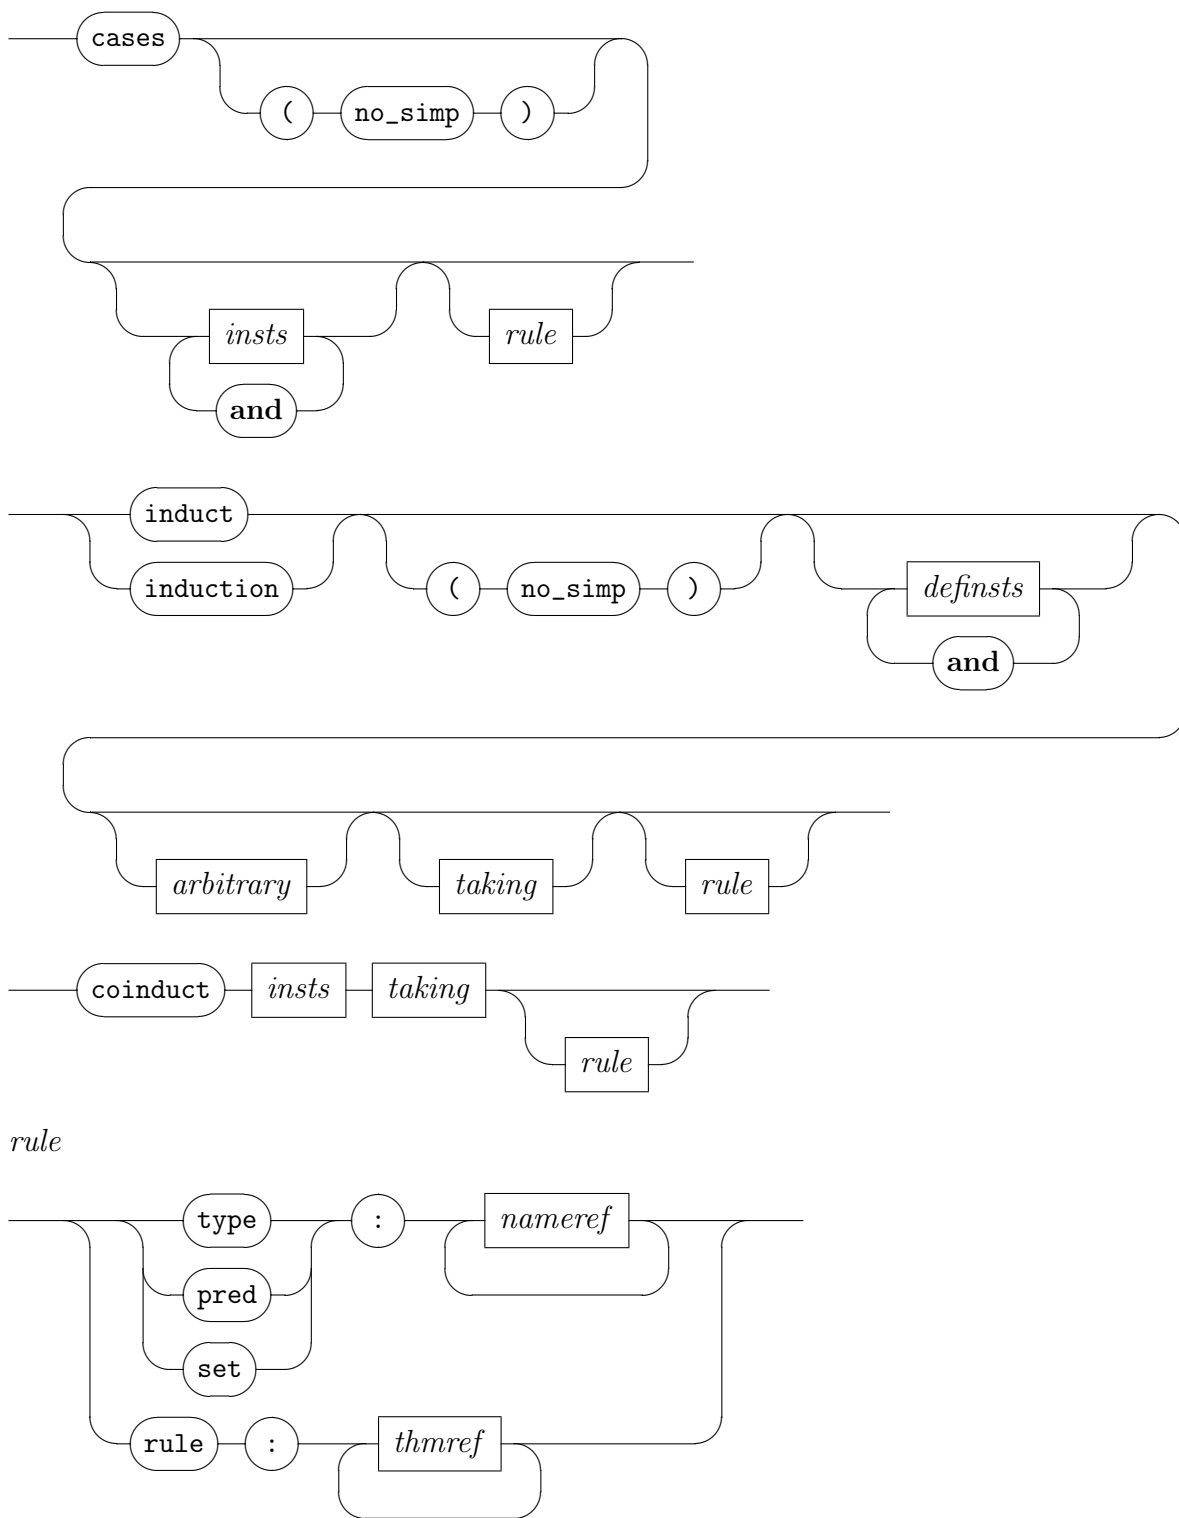 cases
( no_simp )
insts rule
and
induct
induction ( no_simp ) definsts
and
arbitrary taking rule
coinduct insts taking
rule
rule
type : nameref
pred
set
rule : thmref